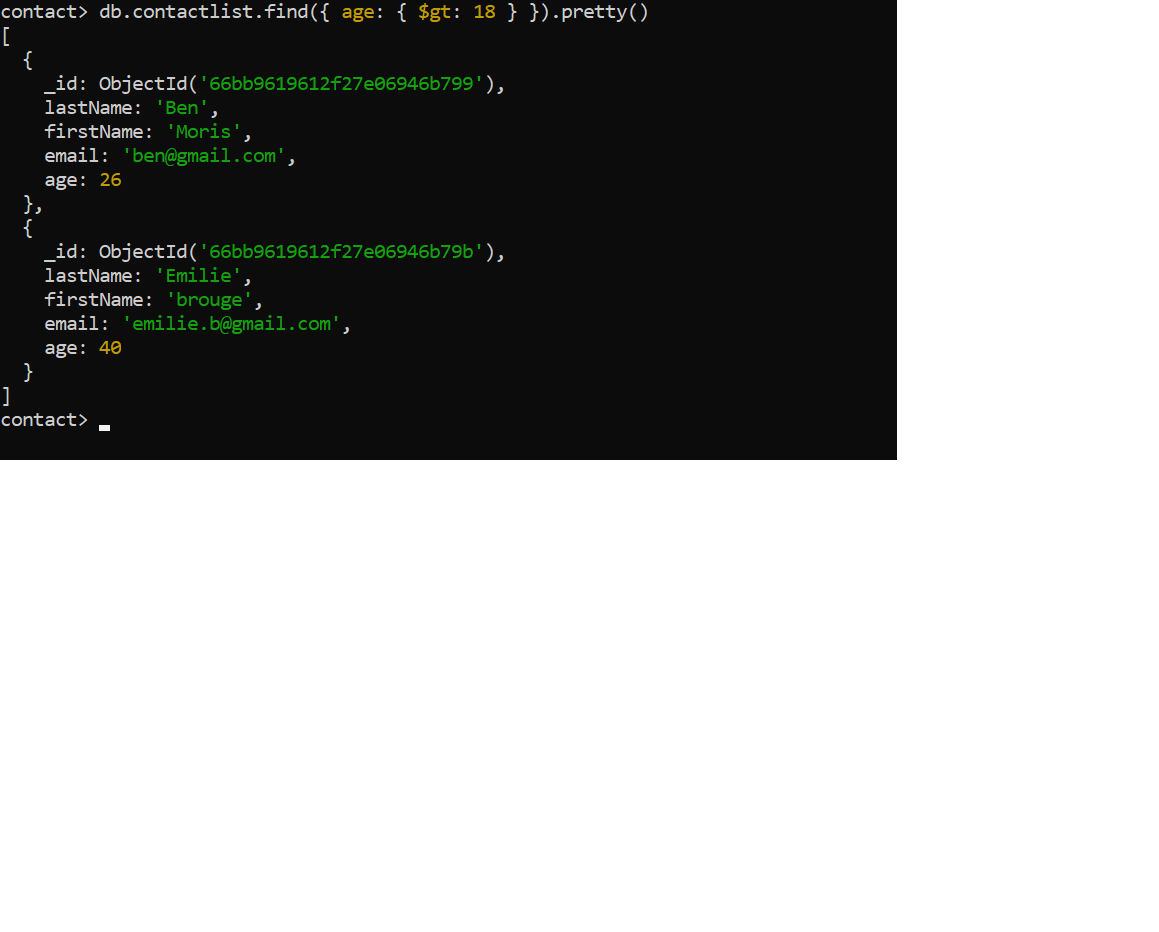 contact> db.contactlist.find({ age: { $gt: 18 } }).pretty()
[
  {
    _id: ObjectId('66bb9619612f27e06946b799'),
    lastName: 'Ben',
    firstName: 'Moris',
    email: 'ben@gmail.com',
    age: 26
  },
  {
    _id: ObjectId('66bb9619612f27e06946b79b'),
    lastName: 'Emilie',
    firstName: 'brouge',
    email: 'emilie.b@gmail.com',
    age: 40
  }
]
contact>